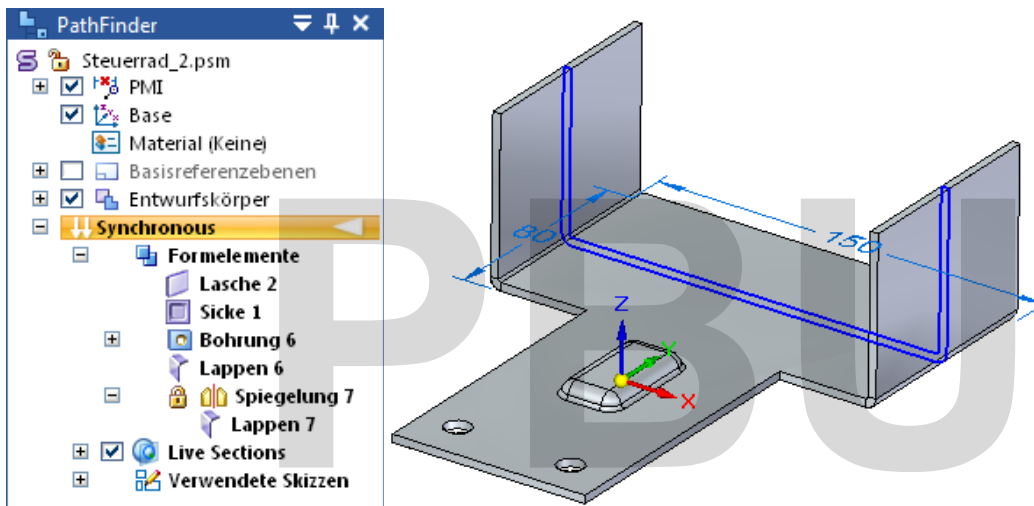 PathFinder
Steuerrad_2.psm
PMI
Base
Material (Keine)
Basisreferenzebenen
Entwurfskörper
Synchronous
Formelemente
Lasche 2
Sicke 1
Bohrung 6
Lappen 6
Spiegelung 7
Lappen 7
Live Sections
Verwendete Skizzen
80
150
Z
Y
X
PBU